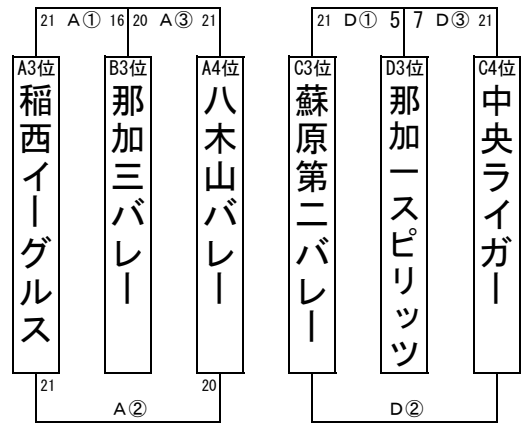 21 A① 16 20 A③ 21
21 D① 5 7 D③ 21
A3位
稲西イーグルス
B3位
那加三バレー
A4位
八木山バレー
C3位
蘇原第二バレー
D3位
那加一スピリッツ
C4位
中央ライガー
21 20
A②
D②